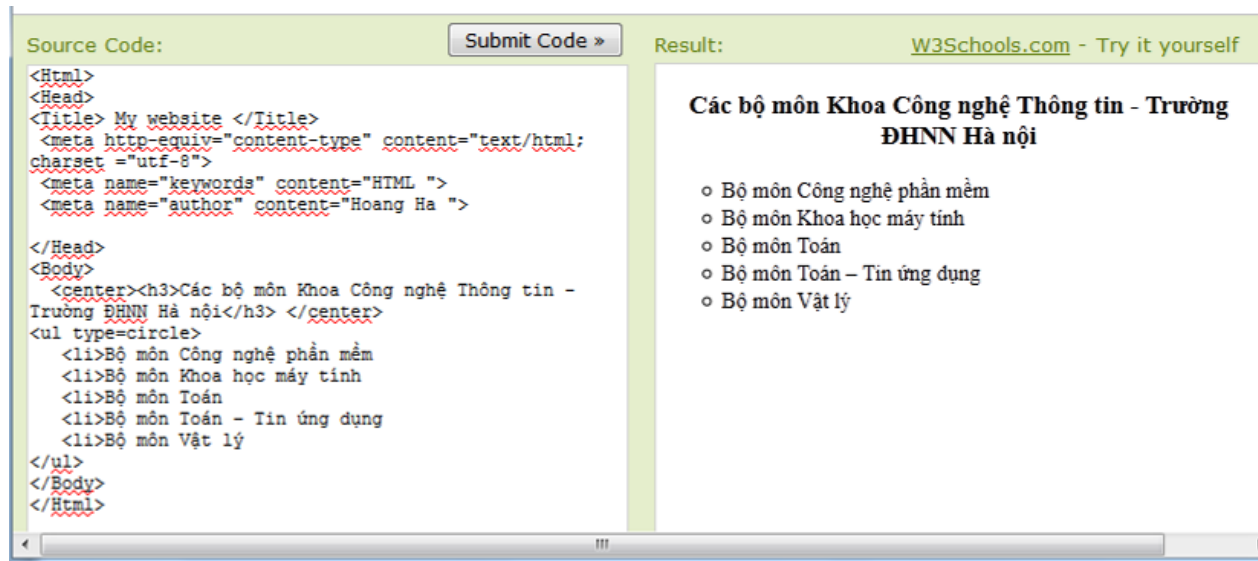 Source Code:
Submit Code »
<Html>
<Head>
<Title> My website </Title>
<meta http-equiv="content-type" content="text/html;
charset ="utf-8">
<meta name="keywords" content="HTML ">
<meta name="author" content="Hoang Ha ">
</Head>
<Body>
<center><h3>Các bộ môn Khoa Công nghệ Thông tin -
Trường ĐHNN Hà nội</h3> </center>
<ul type=circle>
<li>Bộ môn Công nghệ phần mềm
<li>Bộ môn Khoa học máy tính
<li>Bộ môn Toán
<li>Bộ môn Toán – Tin ứng dụng
<li>Bộ môn Vật lý
</ul>
</Body>
</Html>
Result:
W3Schools.com - Try it yourself
Các bộ môn Khoa Công nghệ Thông tin - Trường
ĐHNN Hà nội
Bộ môn Công nghệ phần mềm
Bộ môn Khoa học máy tính
Bộ môn Toán
Bộ môn Toán – Tin ứng dụng
Bộ môn Vật lý